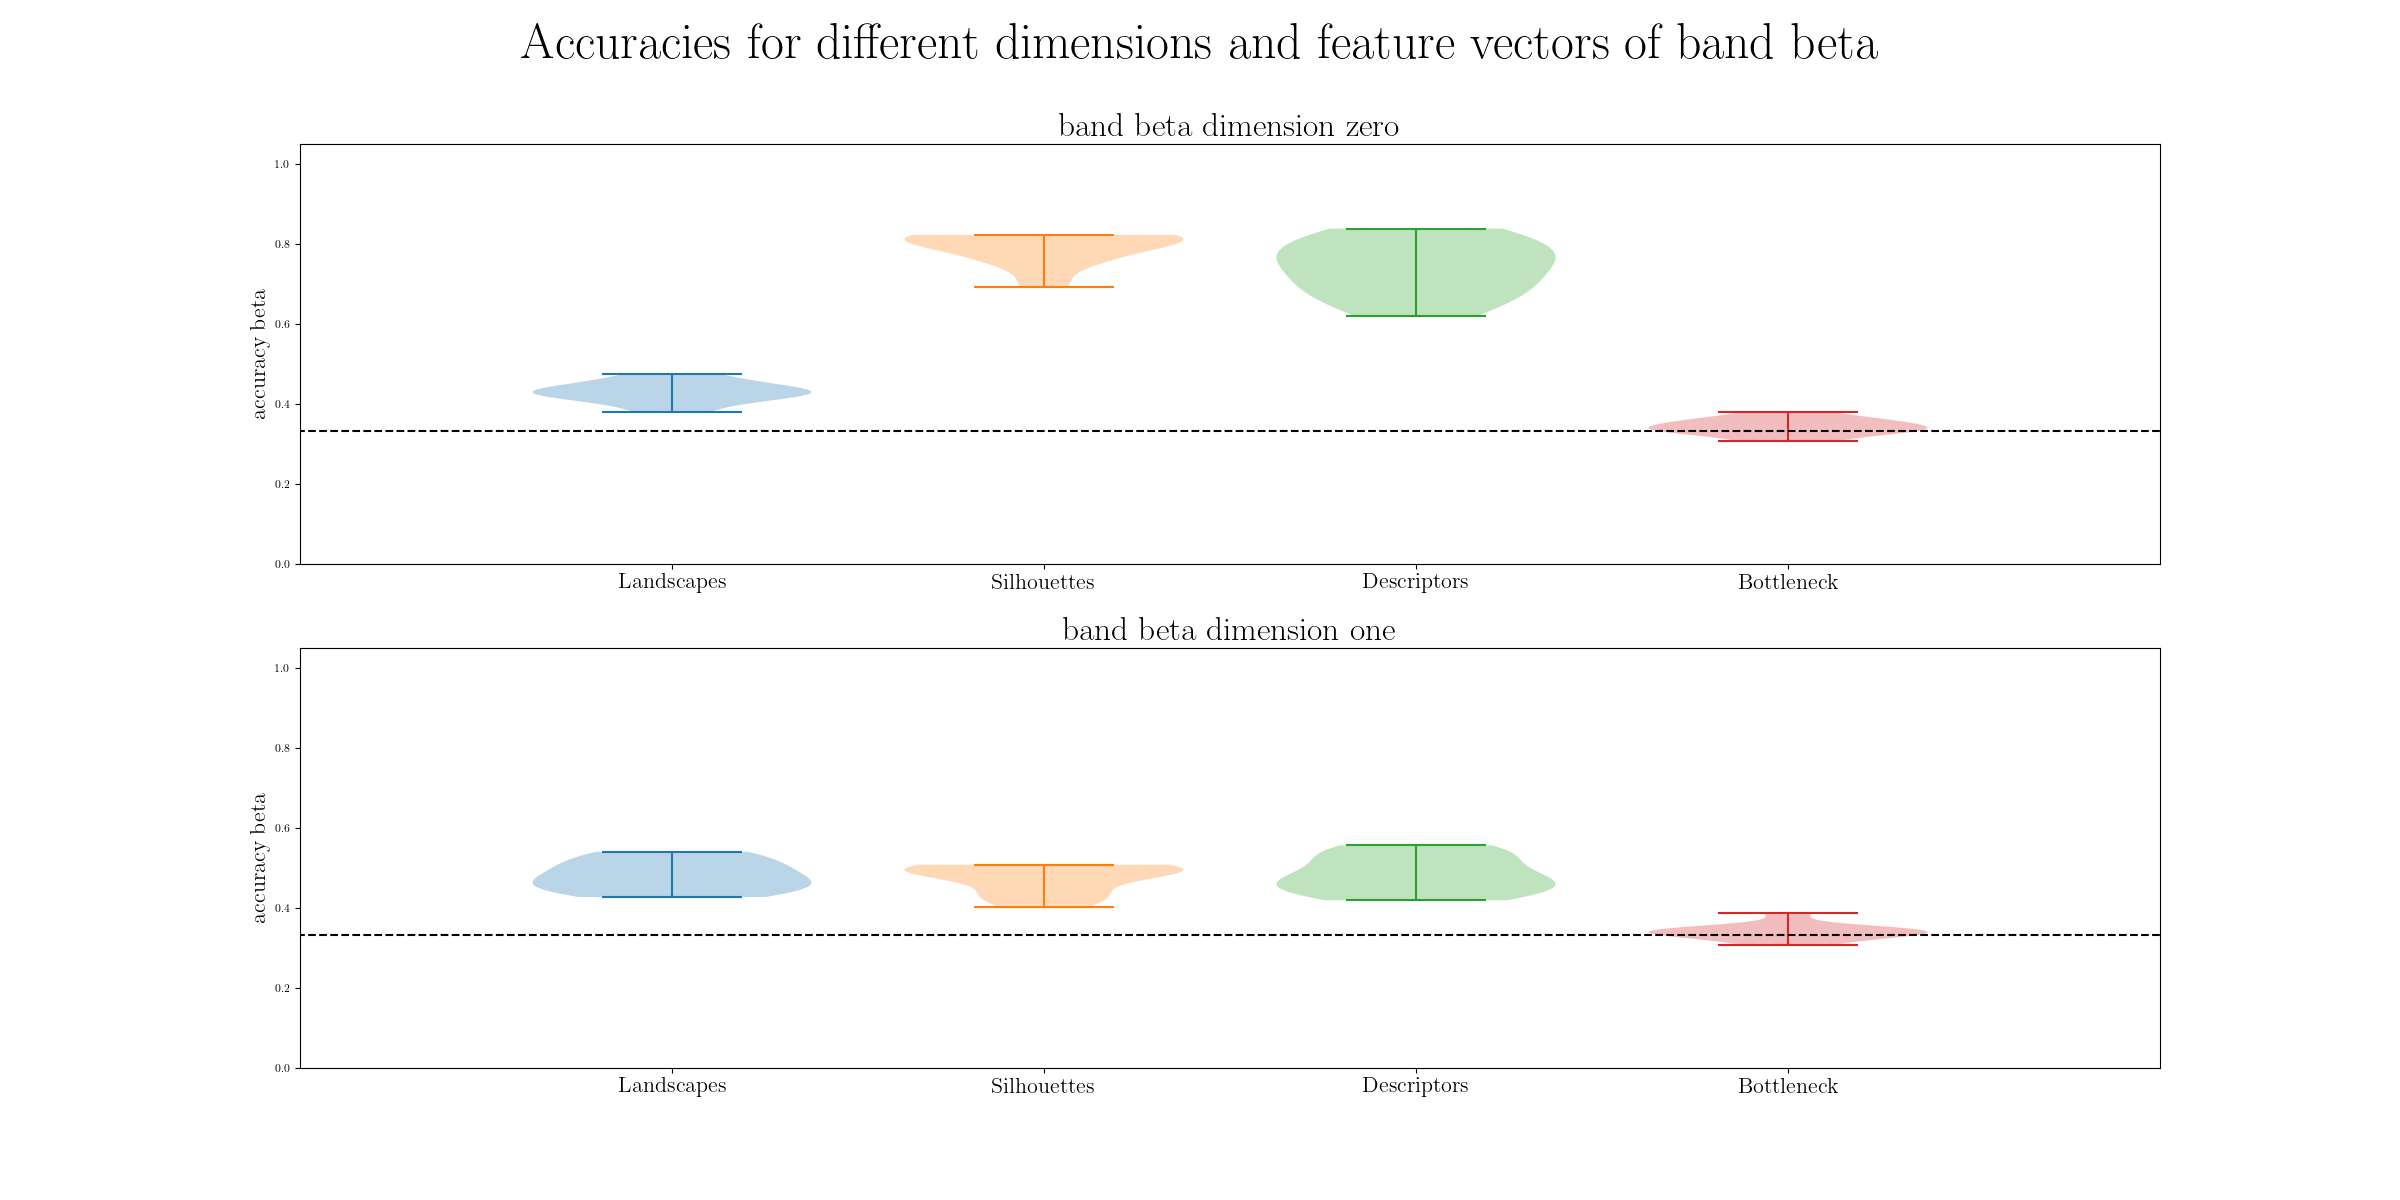 Accuracies for different dimensions and feature vectors of band beta
band beta dimension zero
1.0
0.8
0.6
0.4
0.2
0.0
accuracy beta
Landscapes Silhouettes Descriptors Bottleneck
band beta dimension one
1.0
0.8
0.6
0.4
0.2
0.0
accuracy beta
Landscapes Silhouettes Descriptors Bottleneck